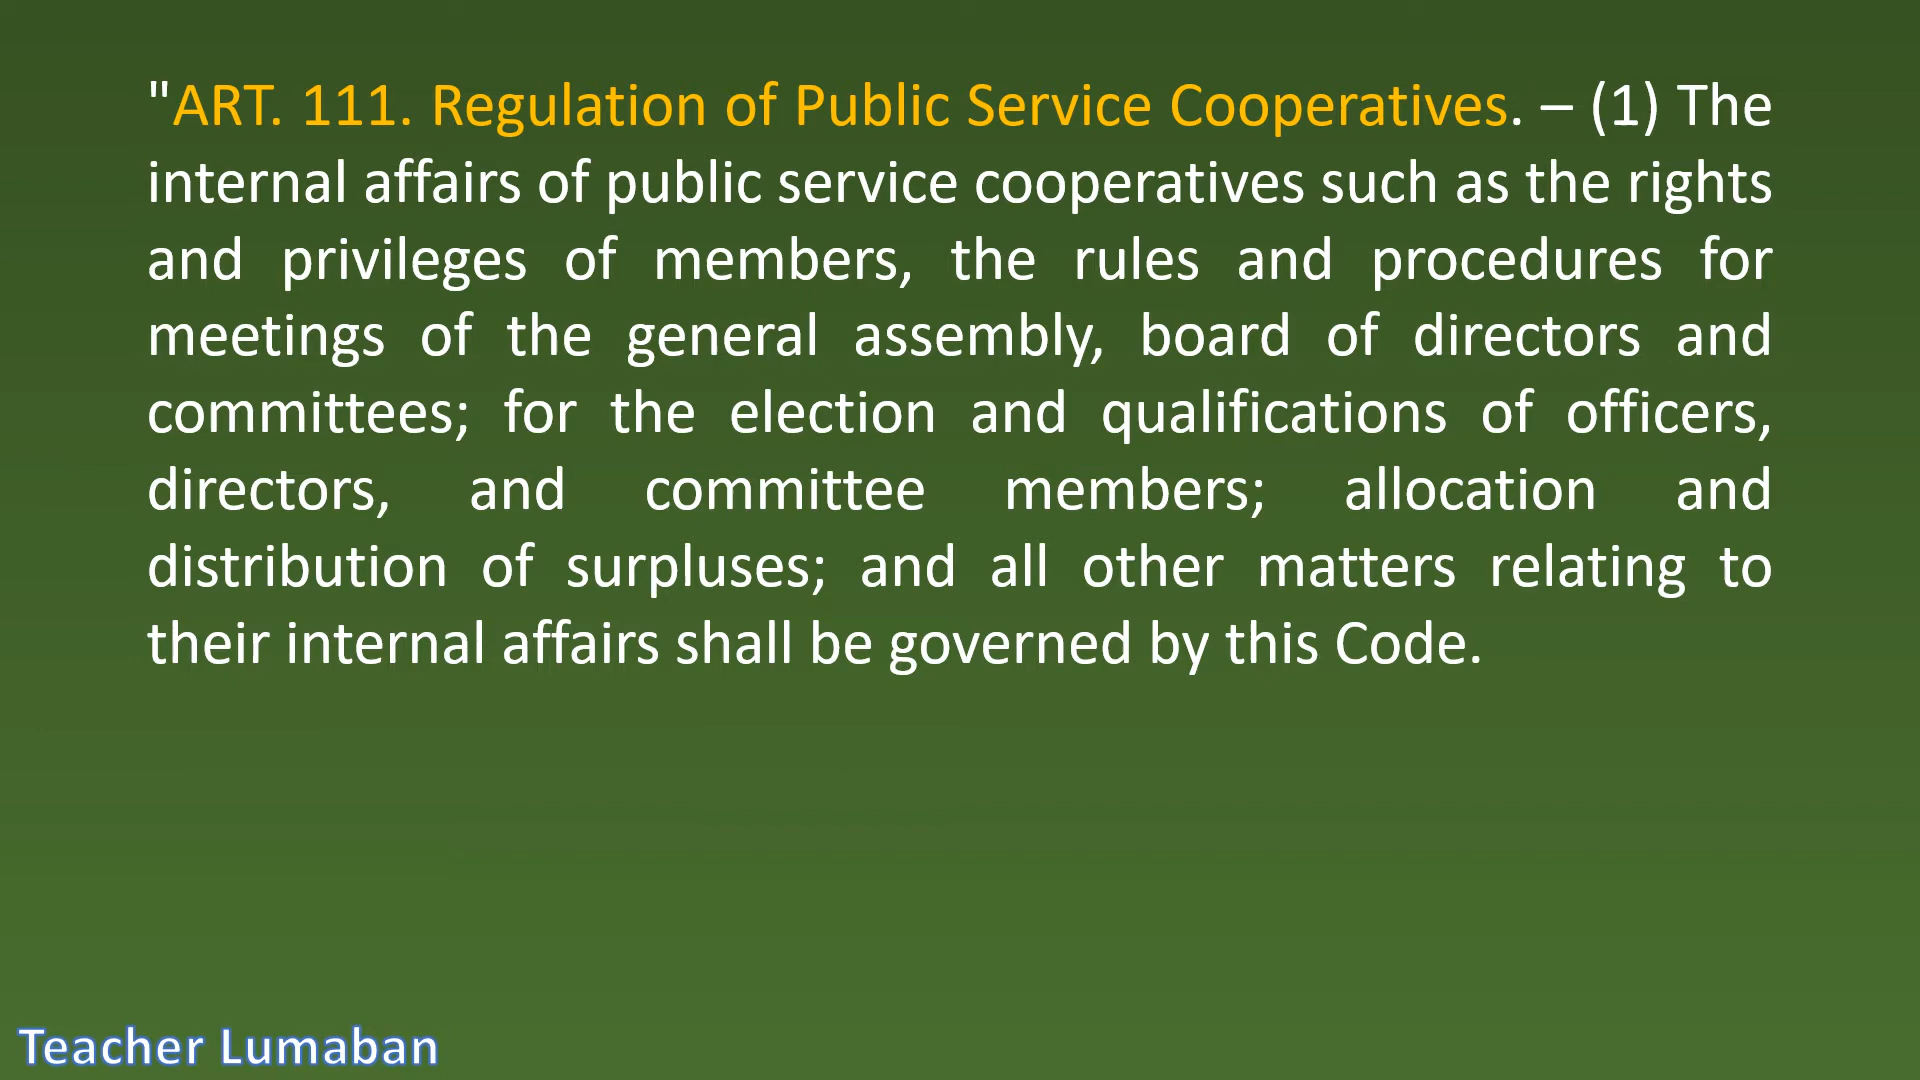 "ART. 111. Regulation of Public Service Cooperatives. – (1) The
internal affairs of public service cooperatives such as the rights
and privileges of members, the rules and procedures for
meetings of the general assembly, board of directors and
committees; for the election and qualifications of officers,
directors, and committee members; allocation and
distribution of surpluses; and all other matters relating to
their internal affairs shall be governed by this Code.
Teacher Lumaban